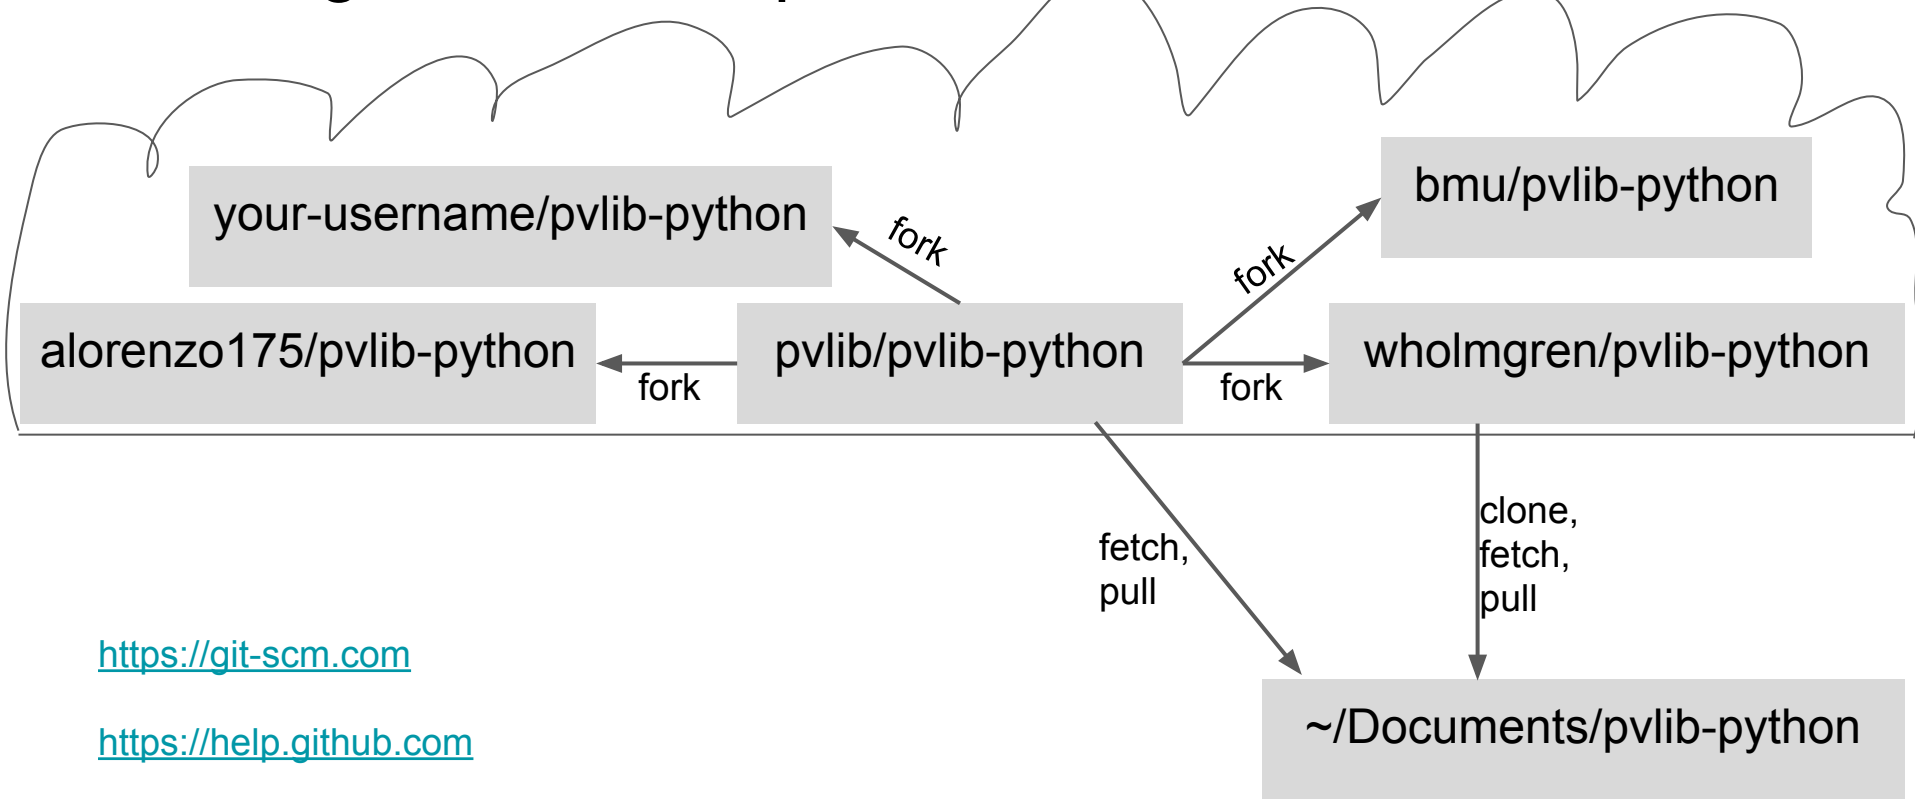 bmu/pvlib-python
your-username/pvlib-python
fork
fork
alorenzo175/pvlib-python
fork
pvlib/pvlib-python
fork
wholmgren/pvlib-python
fetch,
pull
clone,
fetch,
pull
https://git-scm.com
https://help.github.com
~/Documents/pvlib-python